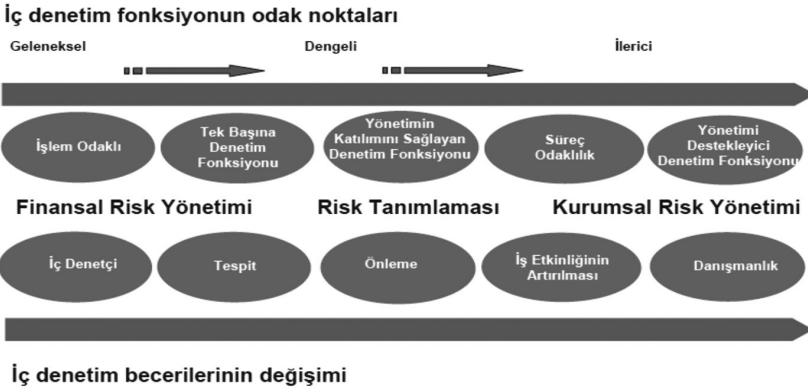 İç denetim fonksiyonun odak noktaları
Geleneksel Dengeli İlerici
İşlem Odaklı
Tek Başına
Denetim
Fonksiyonu
Yönetimin
Katılımını Sağlayan
Denetim Fonksiyonu
Süreç
Odaklılık
Yönetimi
Destekleyici
Denetim Fonksiyonu
Finansal Risk Yönetimi Risk Tanımlaması Kurumsal Risk Yönetimi
İç Denetçi
Tespit
Önleme
İş Etkinliğinin
Artırılması
Danışmanlık
İç denetim becerilerinin değişimi